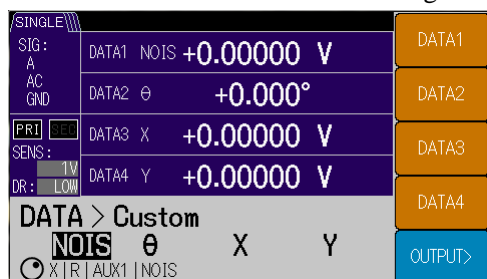 SINGLE
SIG:
A
AC
GND
PRI SEC
SENS:
1V
DR: LOW
DATA1 NOIS +0.00000 V
DATA2 θ +0.000°
DATA3 X +0.00000 V
DATA4 Y +0.00000 V
DATA > Custom
NOIS θ X Y
X|R|AUX1|NOIS
DATA1
DATA2
DATA3
DATA4
OUTPUT>